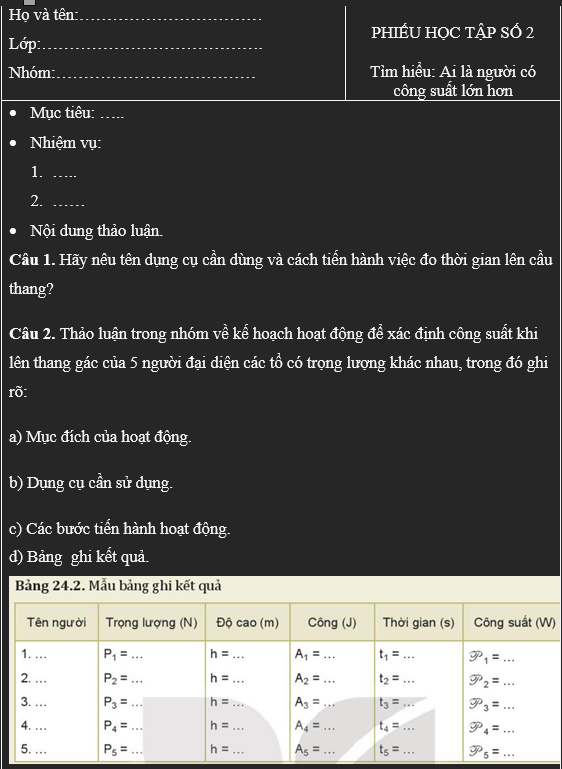 Họ và tên:................................
Lớp:......................................
Nhóm:..................................
PHIẾU HỌC TẬP SỐ 2
Tìm hiểu: Ai là người có
công suất lớn hơn
• Mục tiêu: …..
• Nhiệm vụ:
1. …..
2. ……
• Nội dung thảo luận.
Câu 1. Hãy nêu tên dụng cụ cần dùng và cách tiến hành việc đo thời gian lên cầu
thang?
Câu 2. Thảo luận trong nhóm về kế hoạch hoạt động để xác định công suất khi
lên thang gác của 5 người đại diện các tổ có trọng lượng khác nhau, trong đó ghi
rõ:
a) Mục đích của hoạt động.
b) Dụng cụ cần sử dụng.
c) Các bước tiến hành hoạt động.
d) Bảng ghi kết quả.
Bảng 24.2. Mẫu bảng ghi kết quả
Tên người Trọng lượng (N) Độ cao (m) Công (J) Thời gian (s) Công suất (W)
1. … P₁ = … h = … A₁ = … t₁ = … 𝒫₁ = …
2. … P₂ = … h = … A₂ = … t₂ = … 𝒫₂ = …
3. … P₃ = … h = … A₃ = … t₃ = … 𝒫₃ = …
4. … P₄ = … h = … A₄ = … t₄ = … 𝒫₄ = …
5. … P₅ = … h = … A₅ = … t₅ = … 𝒫₅ = …